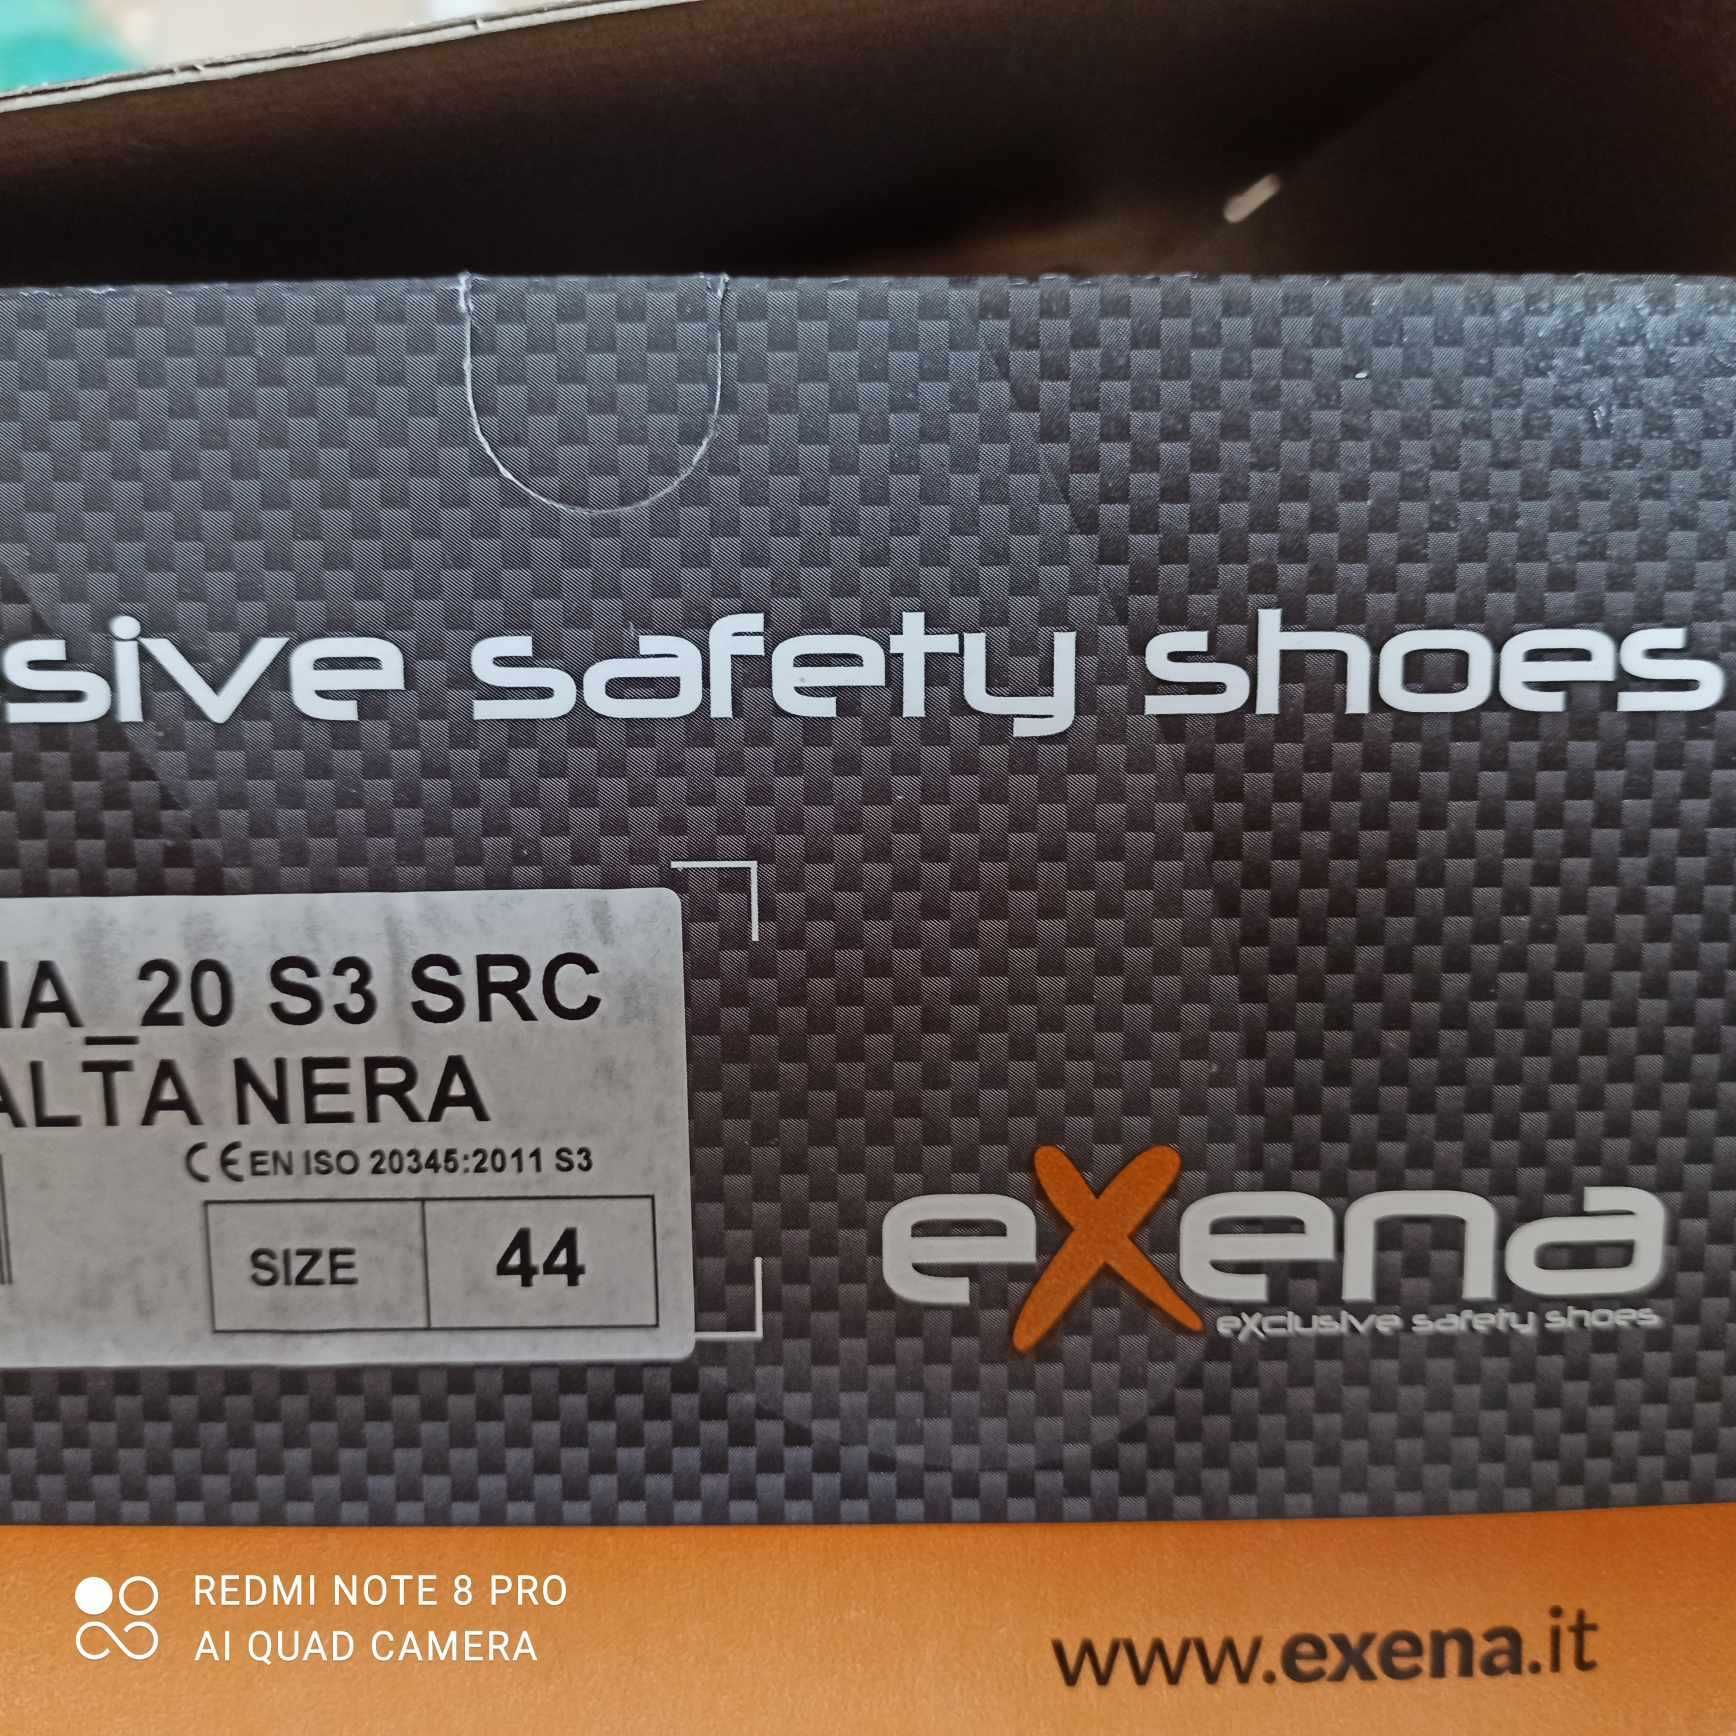 sive safety shoes
IA_20 S3 SRC
ALTA NERA
CE EN ISO 20345:2011 S3
SIZE 44
eXena
eXclusive safety shoes
REDMI NOTE 8 PRO
AI QUAD CAMERA
www.exena.it